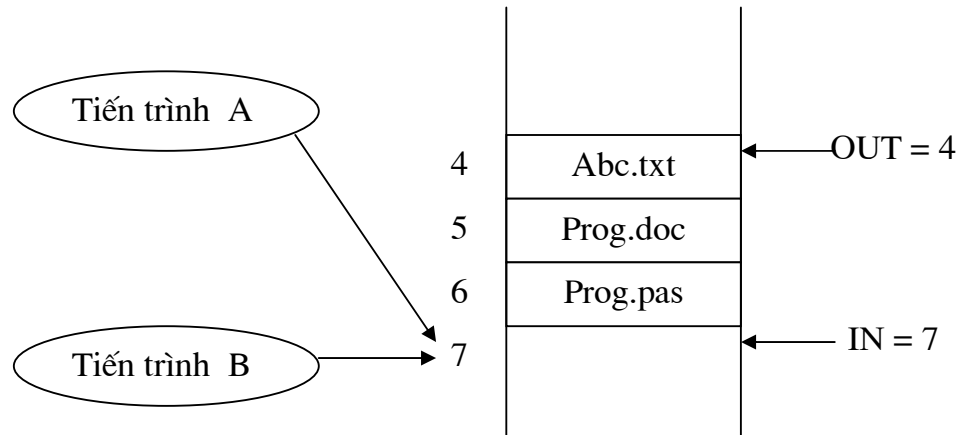 Tiến trình A
4
Abc.txt
OUT = 4
5
Prog.doc
6
Prog.pas
Tiến trình B
7
IN = 7